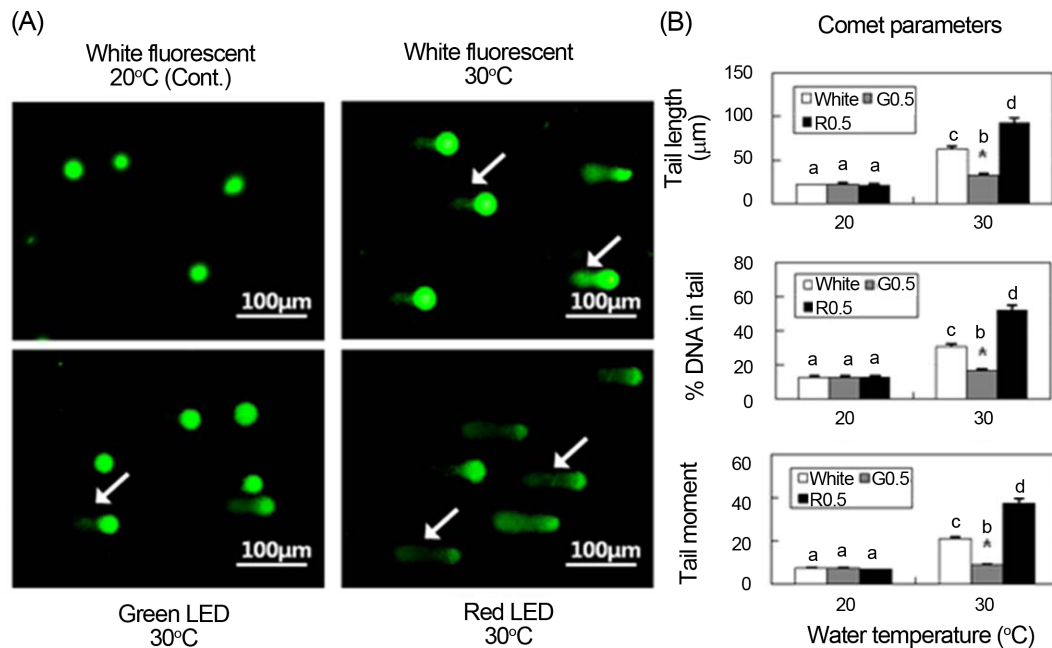 (A)
White fluorescent
20°C (Cont.)
White fluorescent
30°C
100μm
100μm
100μm
100μm
Green LED
30°C
Red LED
30°C
(B)
Comet parameters
Tail length
(μm)
150
100
50
0
White G0.5
R0.5
a a a
c b d
*
20 30
% DNA in tail
80
60
40
20
0
White G0.5
R0.5
a a a
c b d
*
20 30
Tail moment
60
40
20
0
White G0.5
R0.5
a a a
c b d
*
20 30
Water temperature (°C)